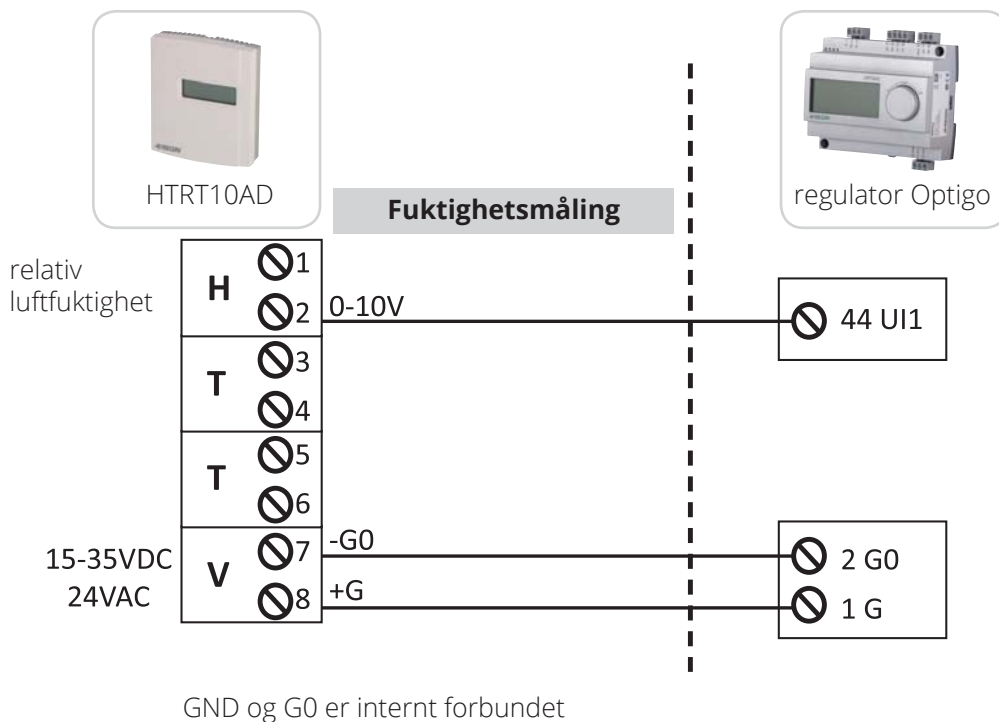 HTRT10AD
regulator Optigo
Fuktighetsmåling
relativ
luftfuktighet
H
1
2
0-10V
44 UI1
T
3
4
T
5
6
15-35VDC
24VAC
V
7
-G0
2 G0
8
+G
1 G
GND og G0 er internt forbundet